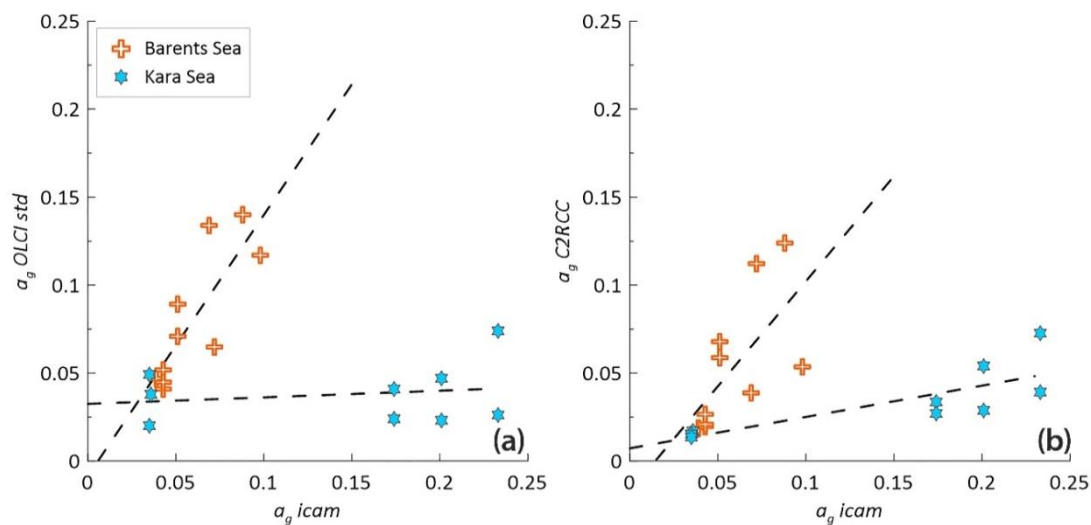 0.25
Barents Sea
Kara Sea
0.2
0.15
0.1
0.05
0
a_g OLCI std
0 0.05 0.1 0.15 0.2 0.25
a_g icam
(a)
0.25
0.2
0.15
0.1
0.05
0
a_g C2RCC
0 0.05 0.1 0.15 0.2 0.25
a_g icam
(b)